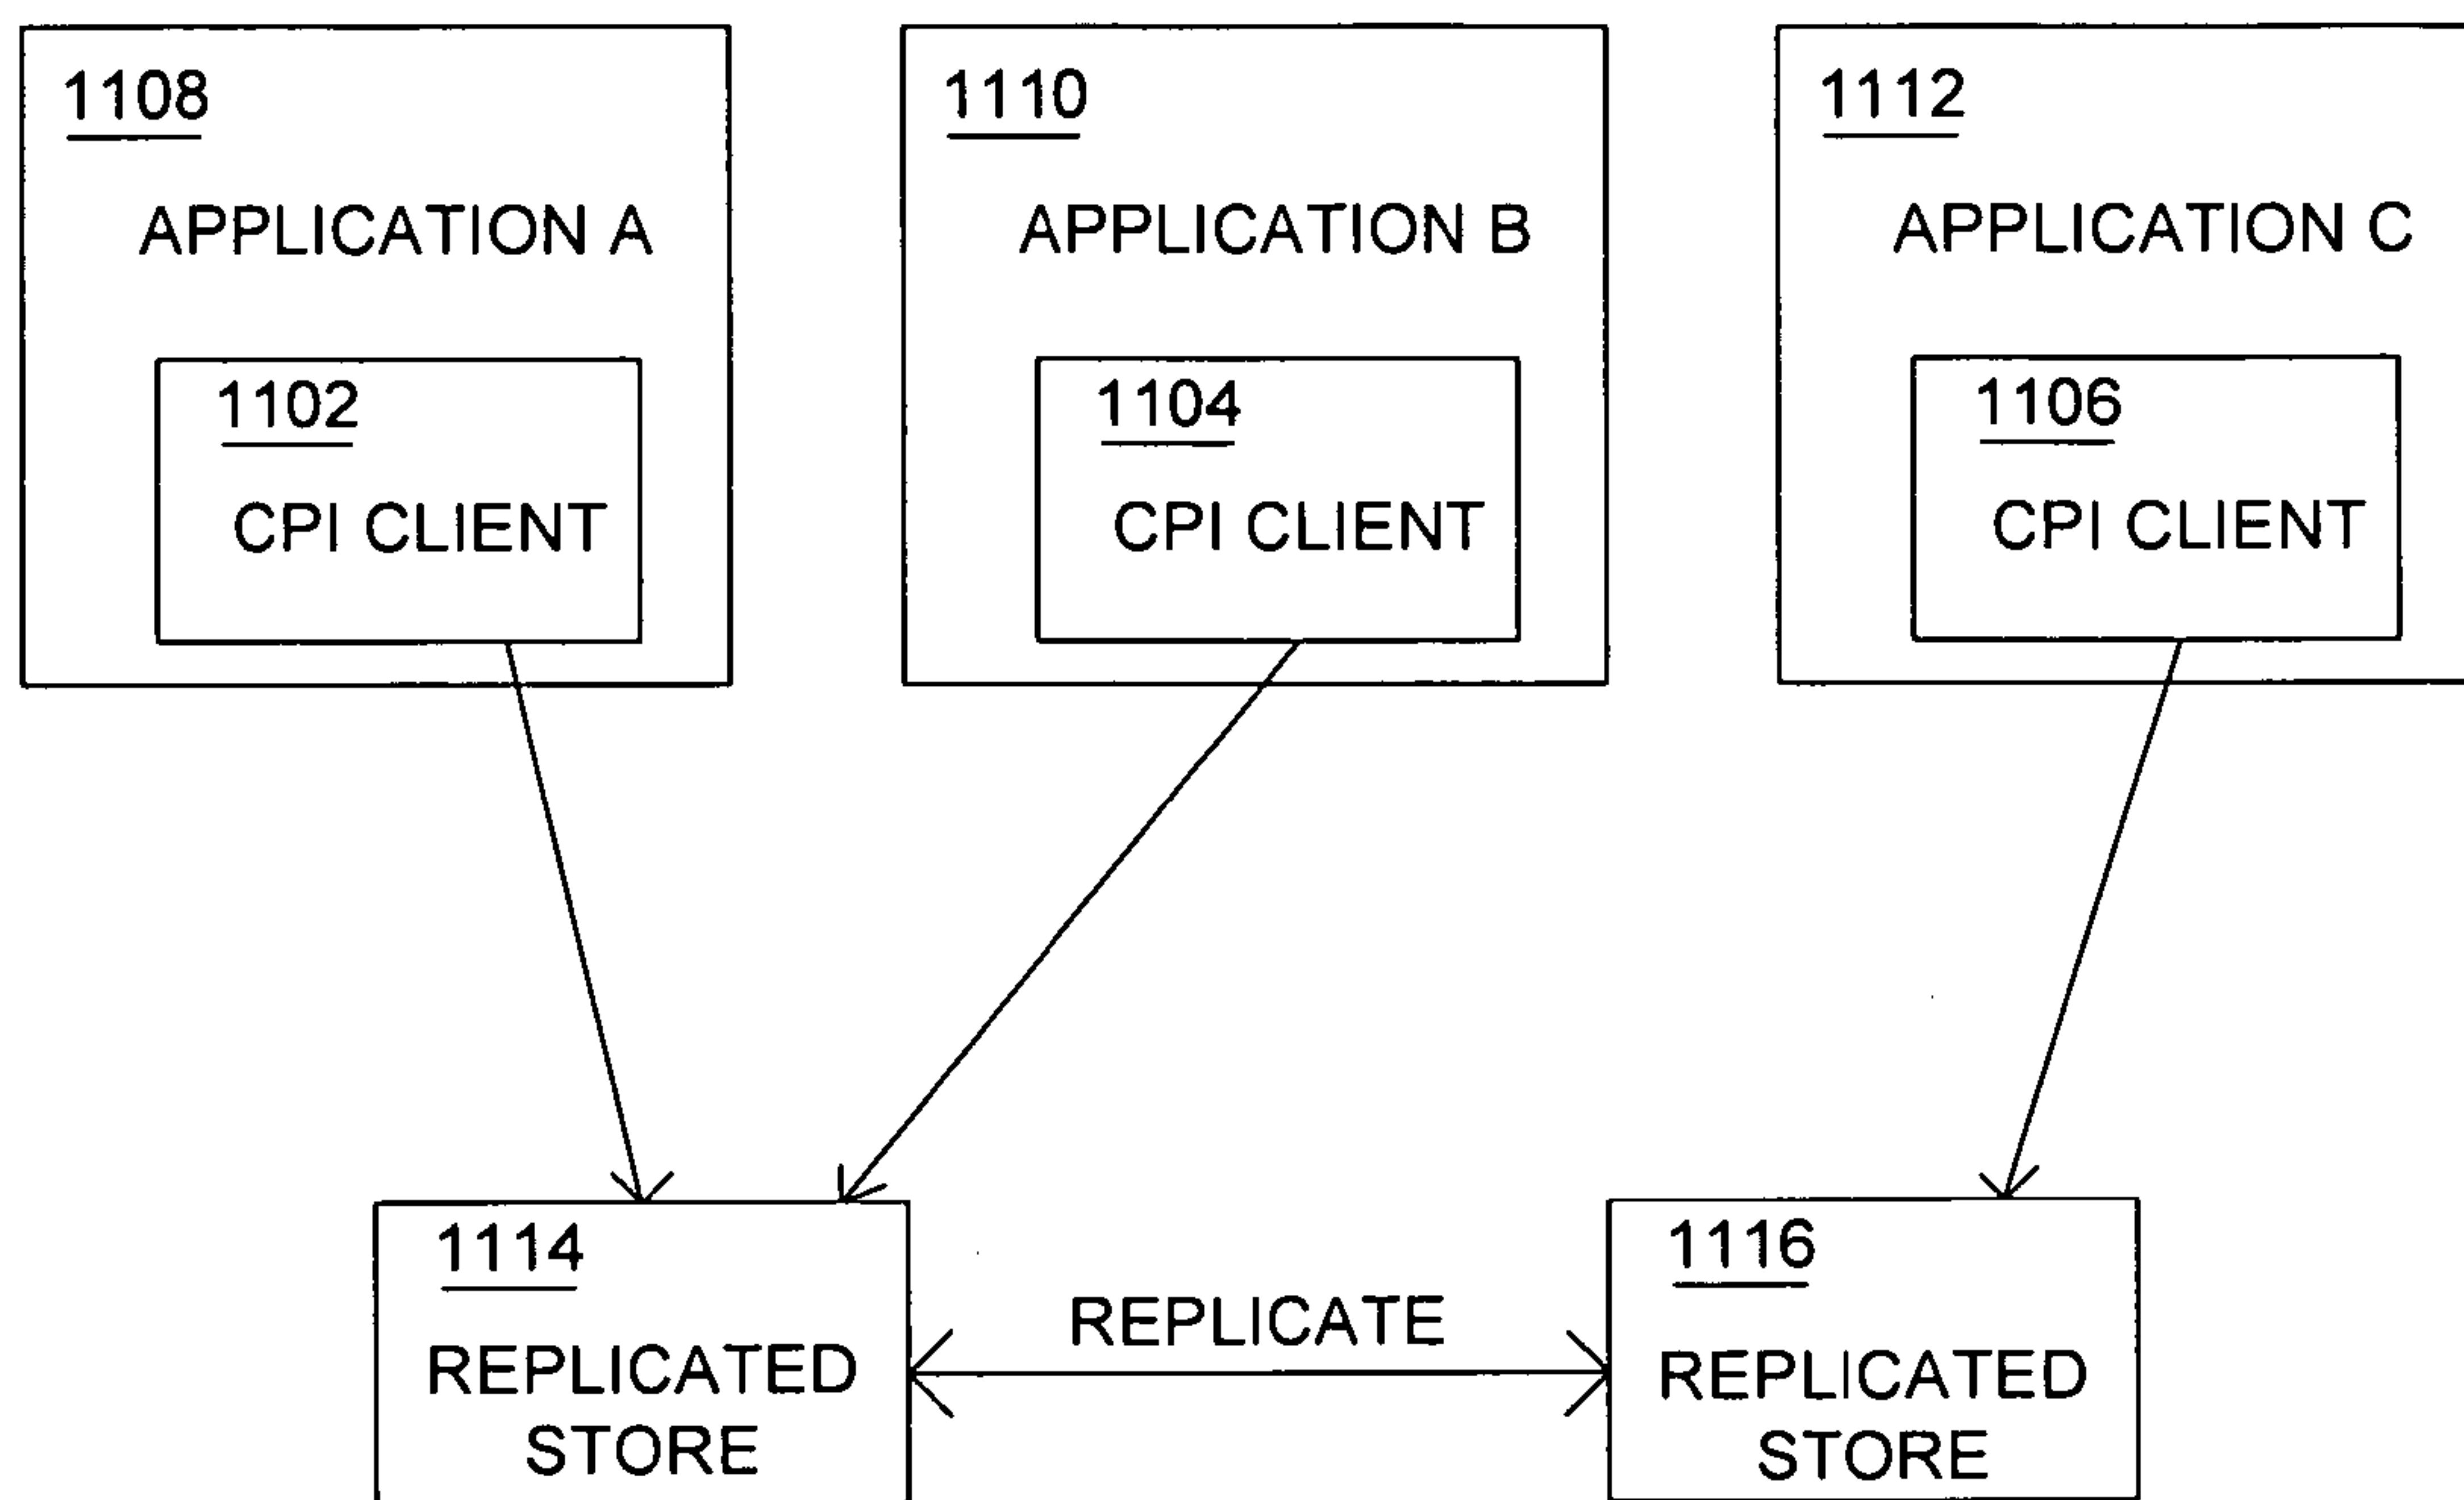 1108
APPLICATION A
1102
CPI CLIENT
1110
APPLICATION B
1104
CPI CLIENT
1112
APPLICATION C
1106
CPI CLIENT
1114
REPLICATED
STORE
REPLICATE
1116
REPLICATED
STORE